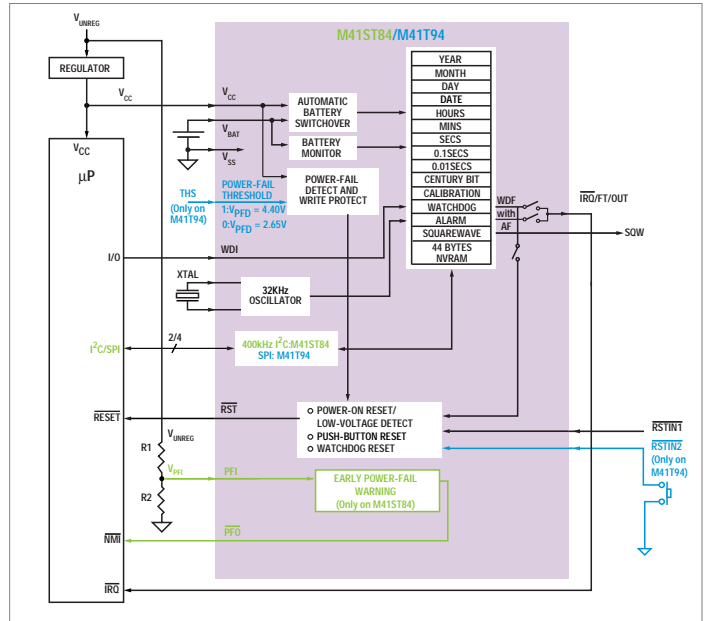 V_UNREG
M41ST84/M41T94
REGULATOR
V_CC
V_CC
V_BAT
V_SS
AUTOMATIC
BATTERY
SWITCHOVER
BATTERY
MONITOR
YEAR
MONTH
DAY
DATE
HOURS
MINS
SECS
0.1SECS
0.01SECS
CENTURY BIT
CALIBRATION
WATCHDOG
ALARM
SQUAREWAVE
44 BYTES
NVRAM
V_CC
μP
THS
(Only on
M41T94)
POWER-FAIL
THRESHOLD
1:V_PFD = 4.40V
0:V_PFD = 2.65V
POWER-FAIL
DETECT AND
WRITE PROTECT
WDF
with
AF
IRQ/FT/OUT
SQW
I/O
WDI
XTAL
32KHz
OSCILLATOR
I²C/SPI
2/4
400kHz I²C:M41ST84
SPI: M41T94
RESET
RST
POWER-ON RESET/
LOW-VOLTAGE DETECT
PUSH-BUTTON RESET
WATCHDOG RESET
RSTIN1
RSTIN2
(Only on
M41T94)
V_UNREG
R1
V_PFI
PFI
R2
EARLY POWER-FAIL
WARNING
(Only on M41ST84)
NMI
PFO
IRQ